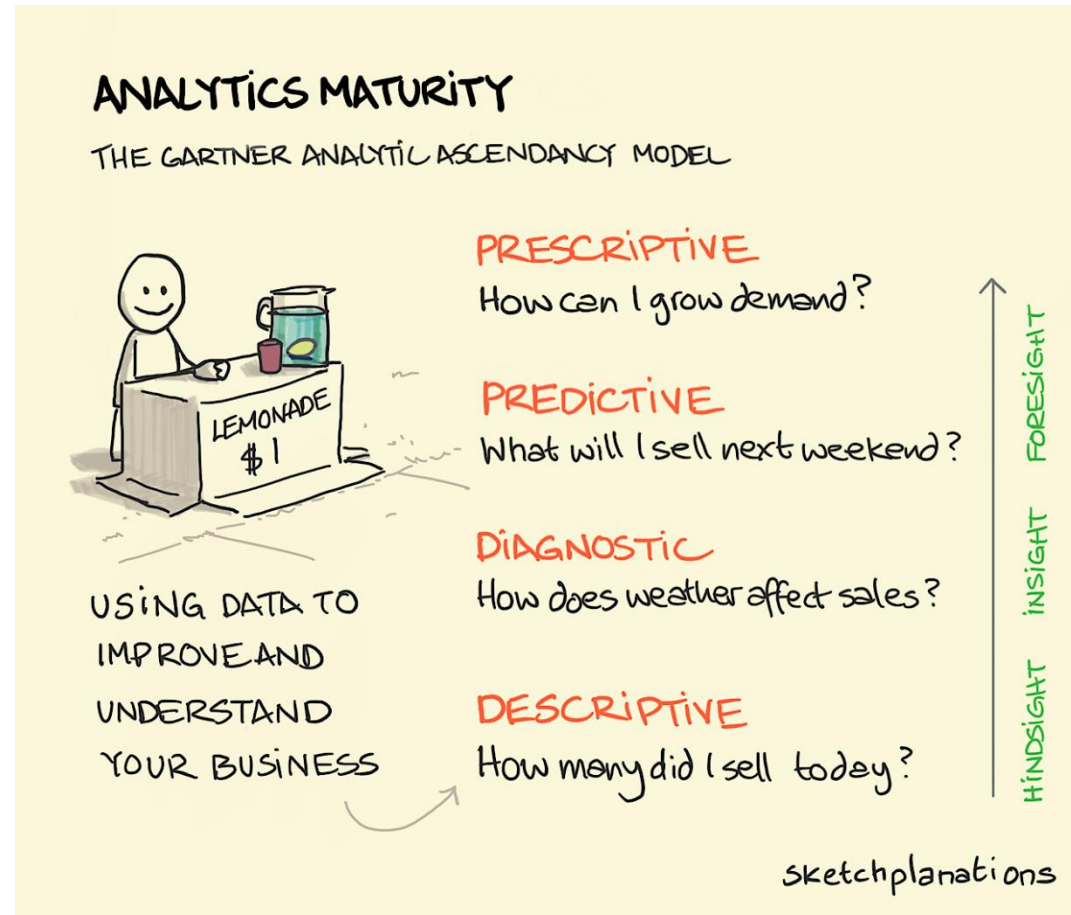 ANALYTICS MATURITY
THE GARTNER ANALYTIC ASCENDANCY MODEL
LEMONADE
$1
USING DATA TO
IMPROVE AND
UNDERSTAND
YOUR BUSINESS
PRESCRIPTIVE
How can I grow demand?
PREDICTIVE
What will I sell next weekend?
DIAGNOSTIC
How does weather affect sales?
DESCRIPTIVE
How many did I sell today?
FORESIGHT
INSIGHT
HINDSIGHT
sketchplanations